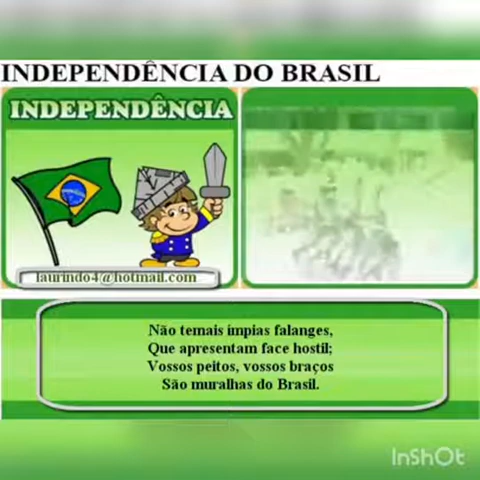 INDEPENDÊNCIA DO BRASIL
INDEPENDÊNCIA
laurindo4@hotmail.com
Não temais ímpias falanges,
Que apresentam face hostil;
Vossos peitos, vossos braços
São muralhas do Brasil.
InShOt